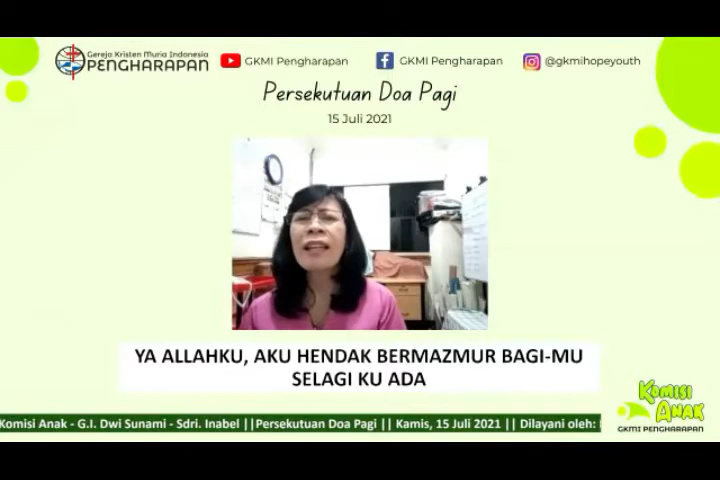 Gereja Kristen Muria Indonesia
PENGHARAPAN
GKMI Pengharapan
GKMI Pengharapan
@gkmihopeyouth
Persekutuan Doa Pagi
15 Juli 2021
YA ALLAHKU, AKU HENDAK BERMAZMUR BAGI-MU
SELAGI KU ADA
KOMISI
ANAK
GKMI PENGHARAPAN
Komisi Anak - G.I. Dwi Sunami - Sdri. Inabel ||Persekutuan Doa Pagi || Kamis, 15 Juli 2021 || Dilayani oleh: